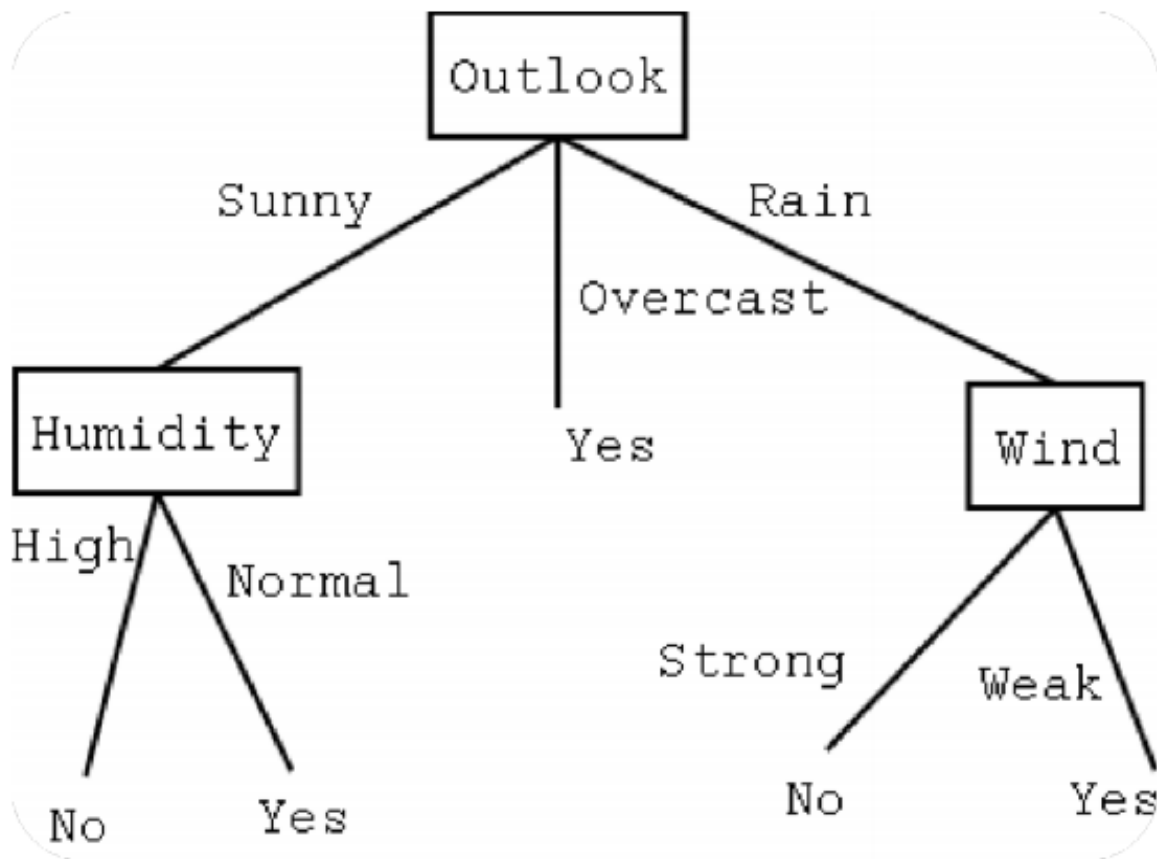 Outlook
Sunny
Rain
Overcast
Humidity
Yes
Wind
High
Normal
Strong
Weak
No
Yes
No
Yes